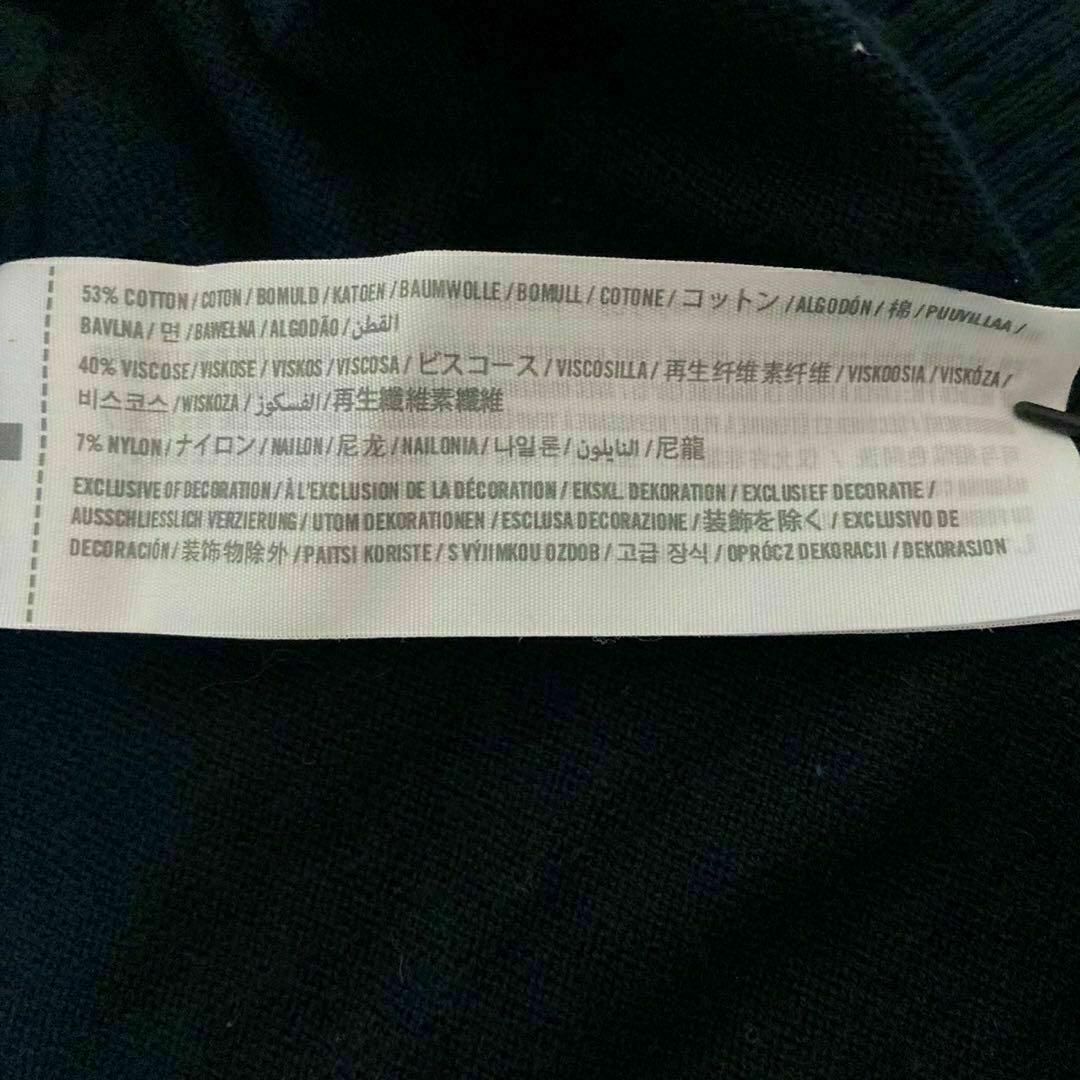 53% COTTON / COTON / BOMULD / KATOEN / BAUMWOLLE / BOMULL / COTONE / コットン / ALGODÓN / 棉 / PUUVILLAA /
BAVLNA / 면 / BAWEŁNA / ALGODÃO / القطن
40% VISCOSE / VISKOSE / VISKOS / VISCOSA / ビスコース / VISCOSILLA / 再生纤维素纤维 / VISKOOSIA / VISKÓZA /
비스코스 / WISKOZA / الفسكوز / 再生纖維素纖維
7% NYLON / ナイロン / NAILON / 尼龙 / NAILONIA / 나일론 / النايلون / 尼龍
EXCLUSIVE OF DECORATION / À L'EXCLUSION DE LA DÉCORATION / EKSKL. DEKORATION / EXCLUSIEF DECORATIE /
AUSSCHLIESSLICH VERZIERUNG / UTOM DEKORATIONEN / ESCLUSA DECORAZIONE / 装飾を除く / EXCLUSIVO DE
DECORACIÓN / 装饰物除外 / PAITSI KORISTE / S VÝJIMKOU OZDOB / 고급 장식 / OPRÓCZ DEKORACJI / DEKORASJON